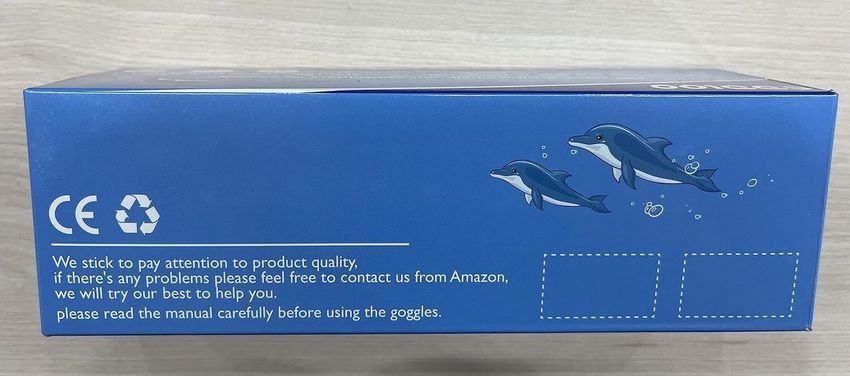 CE
We stick to pay attention to product quality,
if there's any problems please feel free to contact us from Amazon,
we will try our best to help you.
please read the manual carefully before using the goggles.